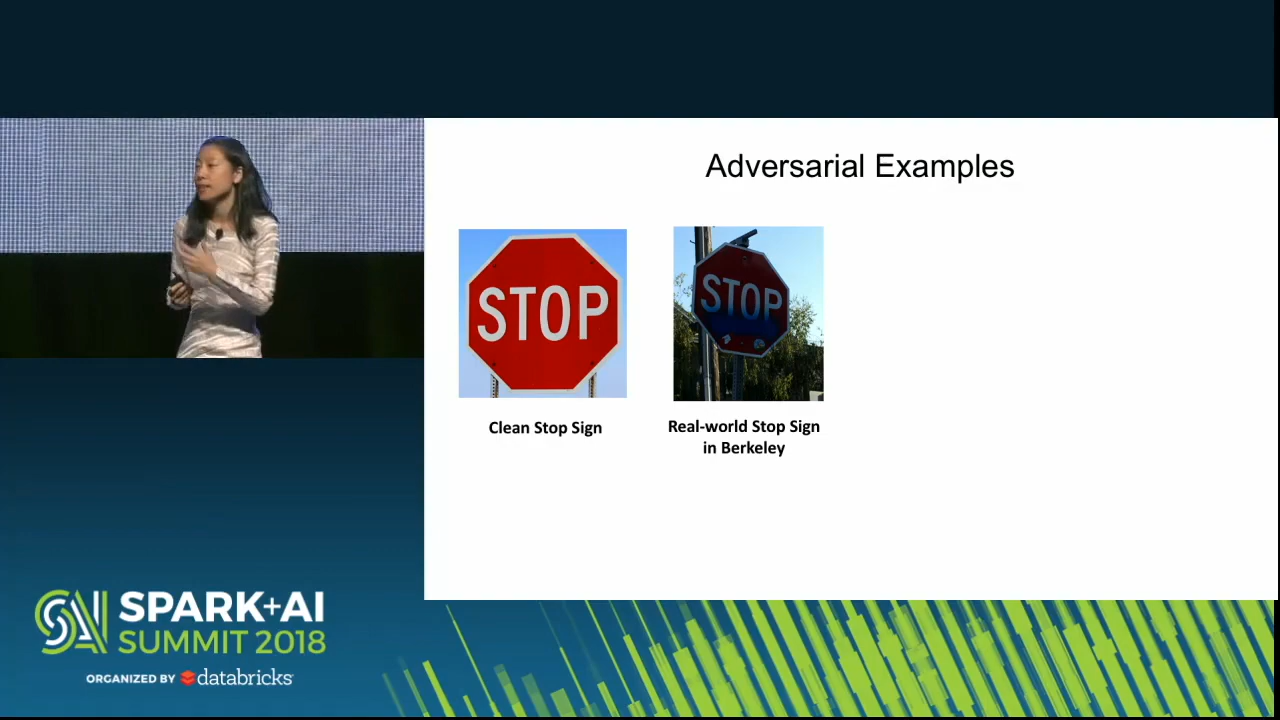 Adversarial Examples
STOP
STOP
Clean Stop Sign
Real-world Stop Sign
in Berkeley
SAI
SPARK+AI
SUMMIT 2018
ORGANIZED BY databricks